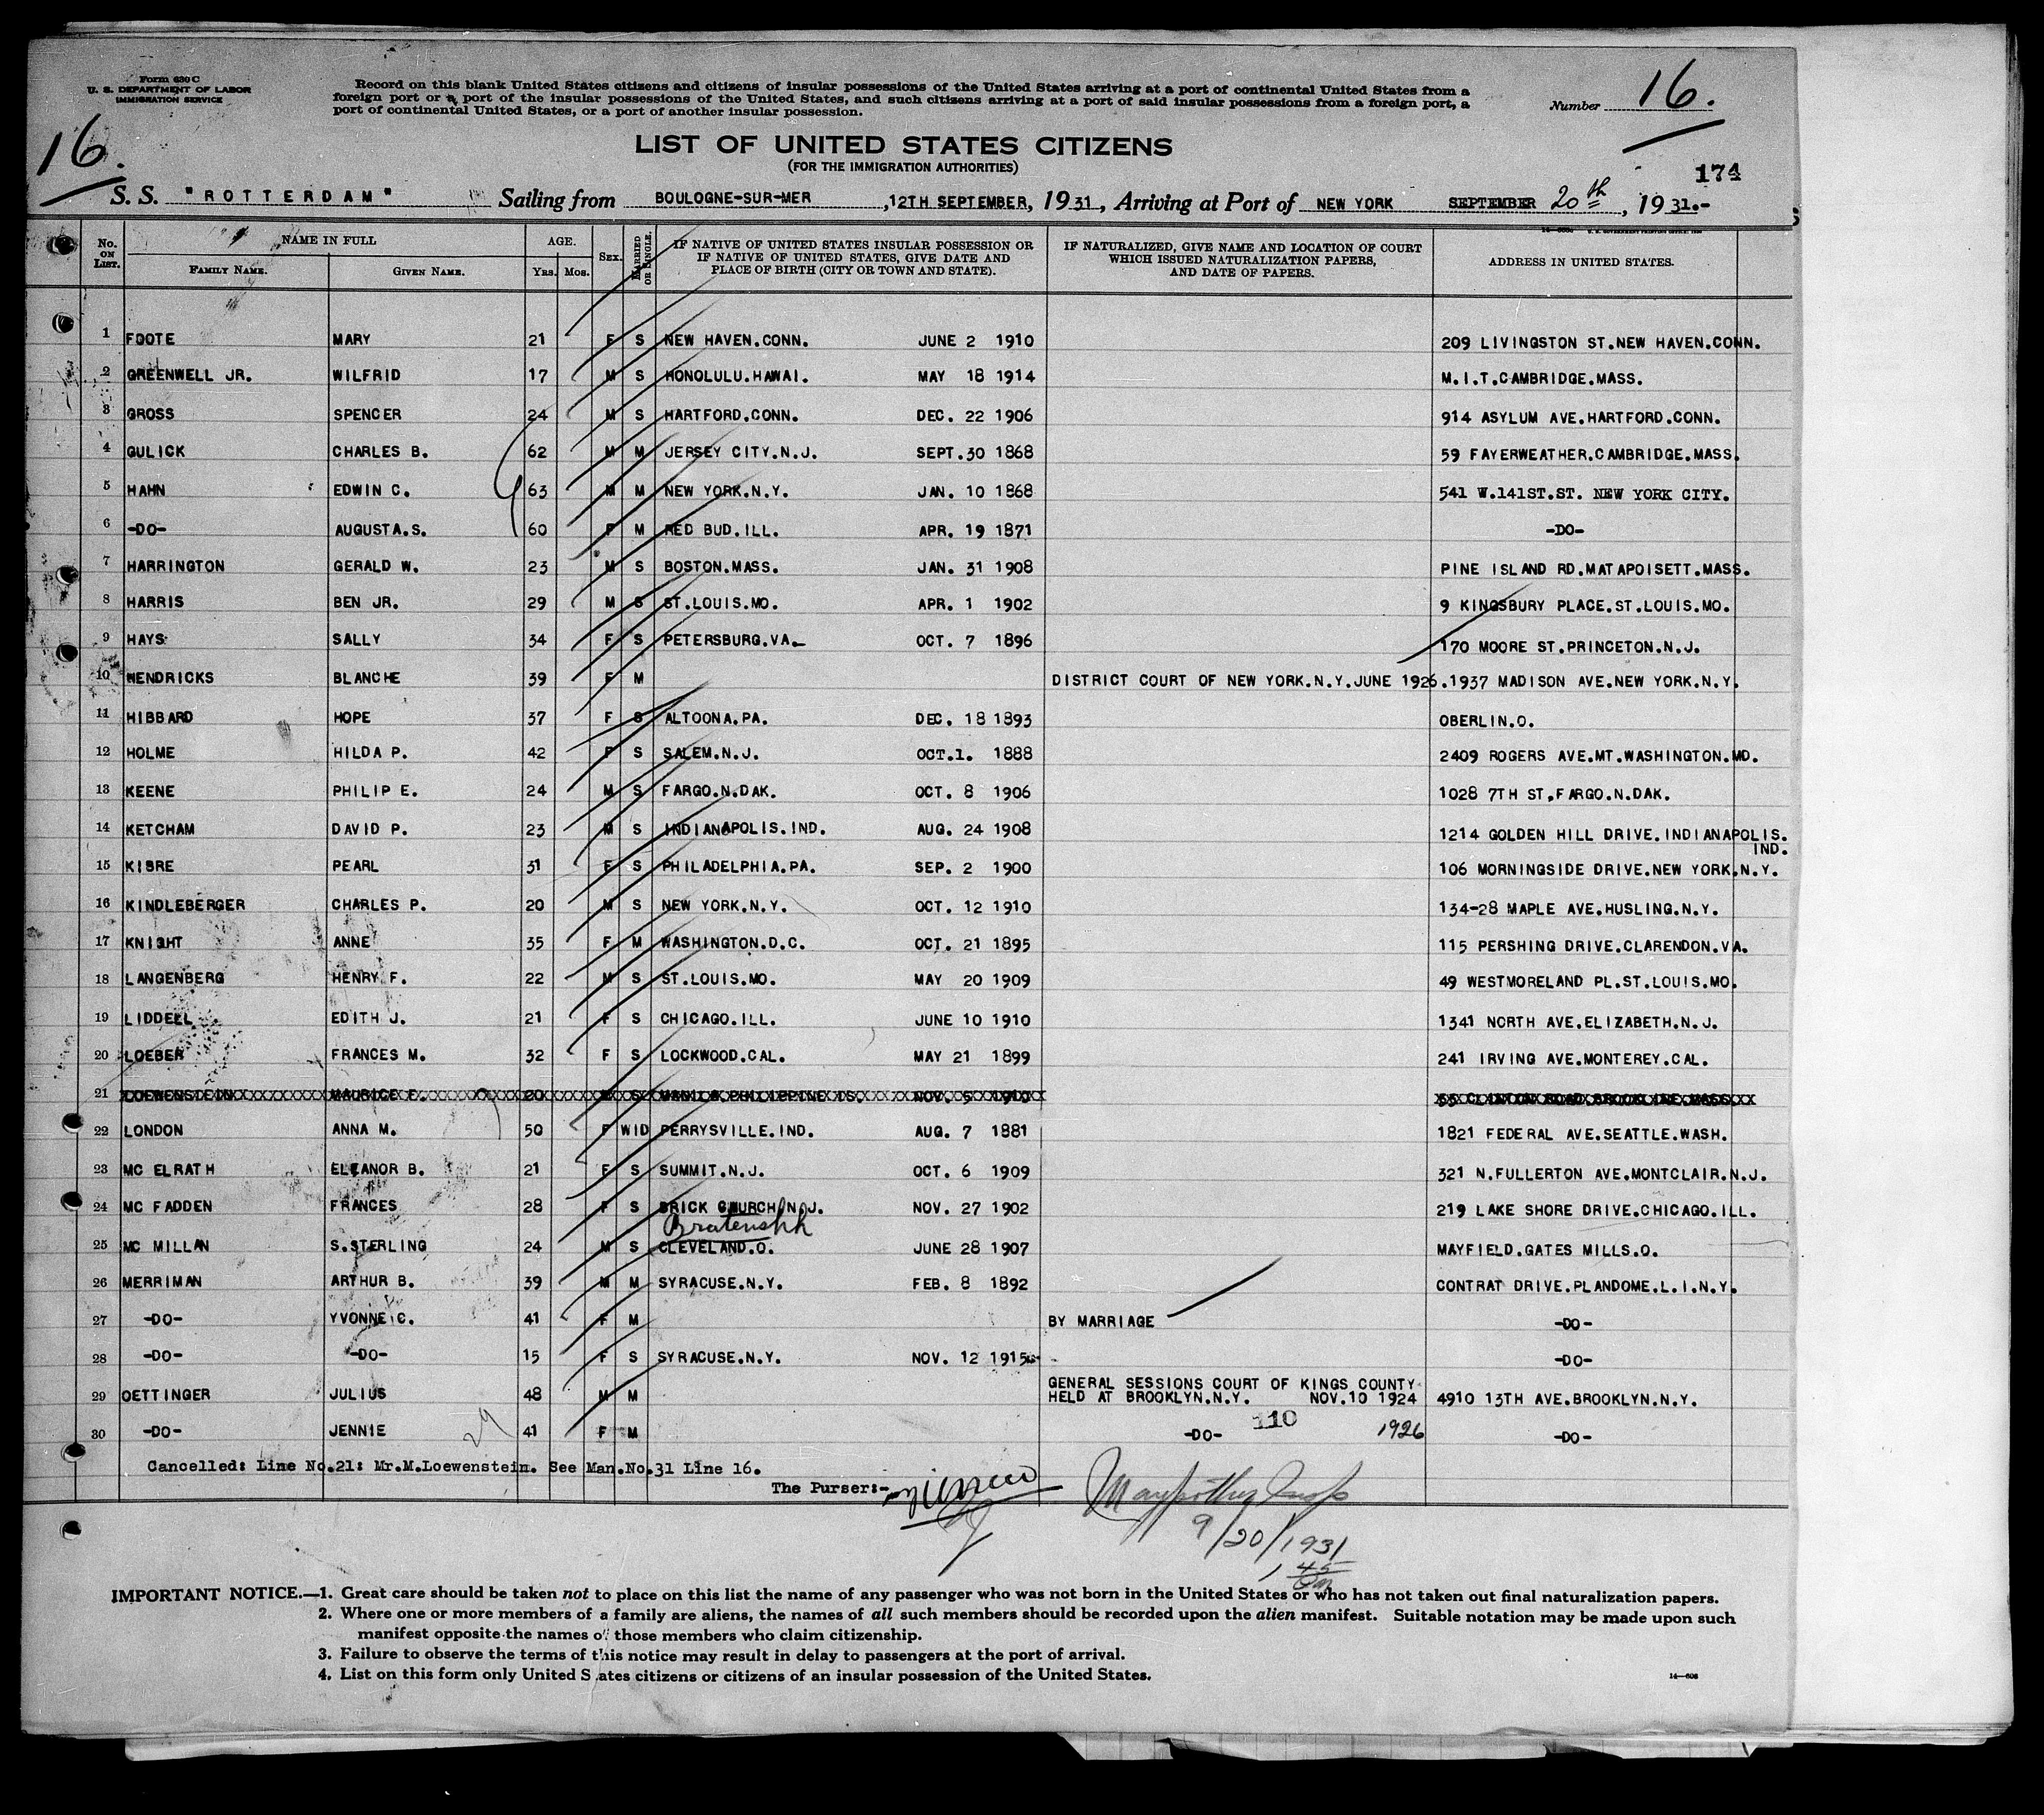 Form 630 C
U. S. DEPARTMENT OF LABOR
IMMIGRATION SERVICE
Record on this blank United States citizens and citizens of insular possessions of the United States arriving at a port of continental United States from a
foreign port or a port of the insular possessions of the United States, and such citizens arriving at a port of said insular possessions from a foreign port, a
port of continental United States, or a port of another insular possession.
Number 16.
16.
LIST OF UNITED STATES CITIZENS
(FOR THE IMMIGRATION AUTHORITIES)
174
S. S. "ROTTERDAM" Sailing from BOULOGNE-SUR-MER ,12TH SEPTEMBER, 1931, Arriving at Port of NEW YORK SEPTEMBER 20th, 1931.-
No. ON LIST. NAME IN FULL FAMILY NAME. GIVEN NAME. AGE. Yrs. Mos. SEX. MARRIED OR SINGLE. IF NATIVE OF UNITED STATES INSULAR POSSESSION OR IF NATIVE OF UNITED STATES, GIVE DATE AND PLACE OF BIRTH (CITY OR TOWN AND STATE). IF NATURALIZED, GIVE NAME AND LOCATION OF COURT WHICH ISSUED NATURALIZATION PAPERS, AND DATE OF PAPERS. ADDRESS IN UNITED STATES.
1 FOOTE MARY 21 F S NEW HAVEN.CONN. JUNE 2 1910 209 LIVINGSTON ST.NEW HAVEN.CONN.
2 GREENWELL JR. WILFRID 17 M S HONOLULU.HAWAI. MAY 18 1914 M.I.T.CAMBRIDGE.MASS.
3 GROSS SPENCER 24 M S HARTFORD.CONN. DEC. 22 1906 914 ASYLUM AVE.HARTFORD.CONN.
4 GULICK CHARLES B. 62 M M JERSEY CITY.N.J. SEPT.30 1868 59 FAYERWEATHER.CAMBRIDGE.MASS.
5 HAHN EDWIN C. 63 M M NEW YORK.N.Y. JAN. 10 1868 541 W.141ST.ST. NEW YORK CITY.
6 -DO- AUGUSTA.S. 60 F M RED BUD.ILL. APR. 19 1871 -DO-
7 HARRINGTON GERALD W. 23 M S BOSTON.MASS. JAN. 31 1908 PINE ISLAND RD.MATAPOISETT.MASS.
8 HARRIS BEN JR. 29 M S ST.LOUIS.MO. APR. 1 1902 9 KINGSBURY PLACE.ST.LOUIS.MO.
9 HAYS SALLY 34 F S PETERSBURG.VA. OCT. 7 1896 170 MOORE ST.PRINCETON.N.J.
10 HENDRICKS BLANCHE 39 F M DISTRICT COURT OF NEW YORK.N.Y.JUNE 1926.1937 MADISON AVE.NEW YORK.N.Y.
11 HIBBARD HOPE 37 F S ALTOONA.PA. DEC. 18 1893 OBERLIN.O.
12 HOLME HILDA P. 42 F S SALEM.N.J. OCT.1. 1888 2409 ROGERS AVE.MT.WASHINGTON.MD.
13 KEENE PHILIP E. 24 M S FARGO.N.DAK. OCT. 8 1906 1028 7TH ST.FARGO.N.DAK.
14 KETCHAM DAVID P. 23 M S INDIANAPOLIS.IND. AUG. 24 1908 1214 GOLDEN HILL DRIVE.INDIANAPOLIS.
IND.
15 KIBRE PEARL 31 F S PHILADELPHIA.PA. SEP. 2 1900 106 MORNINGSIDE DRIVE.NEW YORK.N.Y.
16 KINDLEBERGER CHARLES P. 20 M S NEW YORK.N.Y. OCT. 12 1910 134-28 MAPLE AVE.HUSLING.N.Y.
17 KNIGHT ANNE 35 F M WASHINGTON.D.C. OCT. 21 1895 115 PERSHING DRIVE.CLARENDON.VA.
18 LANGENBERG HENRY F. 22 M S ST.LOUIS.MO. MAY 20 1909 49 WESTMORELAND PL.ST.LOUIS.MO.
19 LIDDELL EDITH J. 21 F S CHICAGO.ILL. JUNE 10 1910 1341 NORTH AVE.ELIZABETH.N.J.
20 LOEBER FRANCES M. 32 F S LOCKWOOD.CAL. MAY 21 1899 241 IRVING AVE.MONTEREY.CAL.
21 LOEWENSTEIN MAURICE E. 20 M S MANILA.PHILIPPINE IS. NOV. 5 1910 55 CLINTON ROAD.BROOKLINE.MASS.
22 LONDON ANNA M. 50 F WID PERRYSVILLE.IND. AUG. 7 1881 1821 FEDERAL AVE.SEATTLE.WASH.
23 MC ELRATH ELEANOR B. 21 F S SUMMIT.N.J. OCT. 6 1909 321 N.FULLERTON AVE.MONTCLAIR.N.J.
24 MC FADDEN FRANCES 28 F S BRICK CHURCH.N.J. NOV. 27 1902 219 LAKE SHORE DRIVE.CHICAGO.ILL.
25 MC MILLAN S.STERLING 24 M S CLEVELAND.O. JUNE 28 1907 MAYFIELD.GATES MILLS.O.
26 MERRIMAN ARTHUR B. 39 M M SYRACUSE.N.Y. FEB. 8 1892 CONTRAT DRIVE.PLANDOME.L.I.N.Y.
27 -DO- YVONNE C. 41 F M BY MARRIAGE -DO-
28 -DO- -DO- 15 F S SYRACUSE.N.Y. NOV. 12 1915 -DO-
29 OETTINGER JULIUS 48 M M GENERAL SESSIONS COURT OF KINGS COUNTY HELD AT BROOKLYN.N.Y. NOV.10 1924 4910 13TH AVE.BROOKLYN.N.Y.
30 -DO- JENNIE 41 F M -DO- 110 1926 -DO-
29
Cancelled: Line No.21: Mr.M.Loewenstein. See Man.No.31 Line 16.
The Purser:-
9/20/1931
IMPORTANT NOTICE.—1. Great care should be taken not to place on this list the name of any passenger who was not born in the United States or who has not taken out final naturalization papers.
2. Where one or more members of a family are aliens, the names of all such members should be recorded upon the alien manifest. Suitable notation may be made upon such
manifest opposite the names of those members who claim citizenship.
3. Failure to observe the terms of this notice may result in delay to passengers at the port of arrival.
4. List on this form only United States citizens or citizens of an insular possession of the United States.
14—608